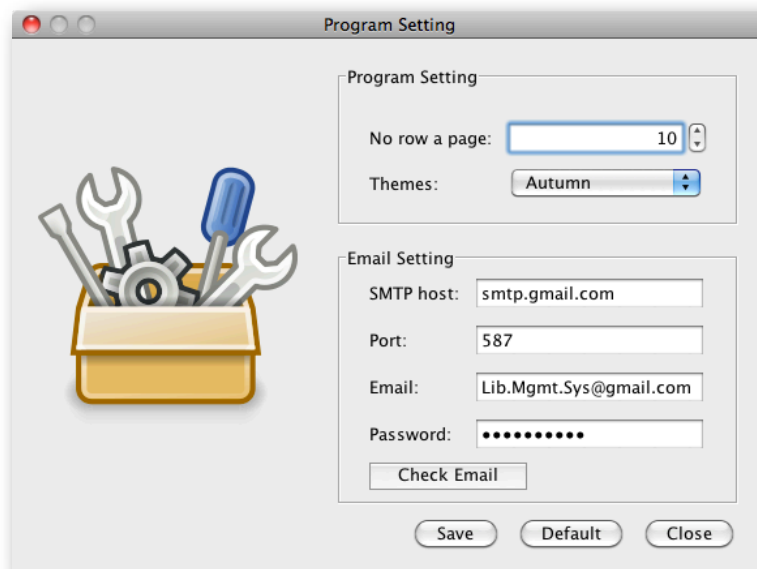 Program Setting
Program Setting
No row a page: 10
Themes: Autumn
Email Setting
SMTP host: smtp.gmail.com
Port: 587
Email: Lib.Mgmt.Sys@gmail.com
Password: ••••••••••
Check Email
Save Default Close